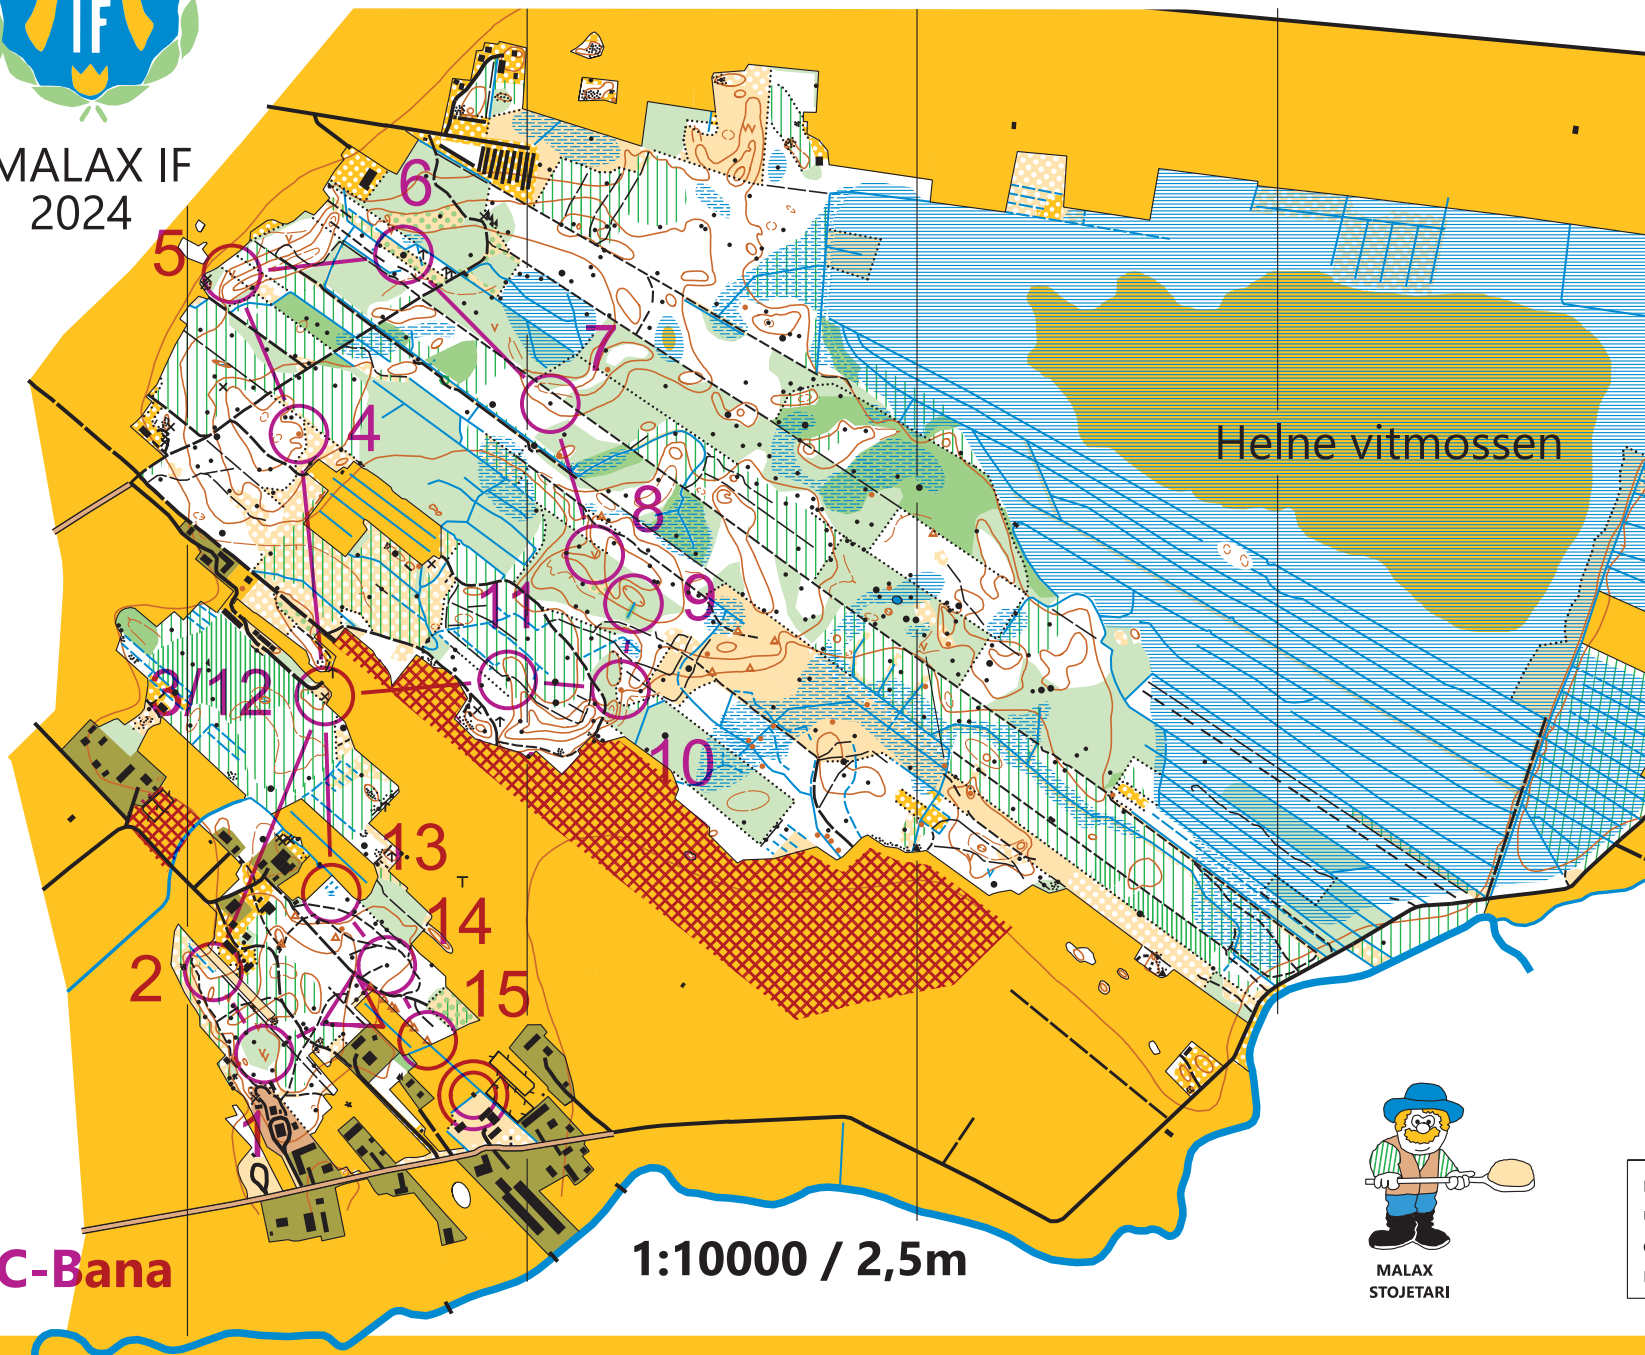 IF
MALAX IF
2024
6
5
7
4
Helne vitmossen
8
11
9
3/12
10
13
14
2
15
1
C-Bana
1:10000 / 2,5m
MALAX
STOJETARI